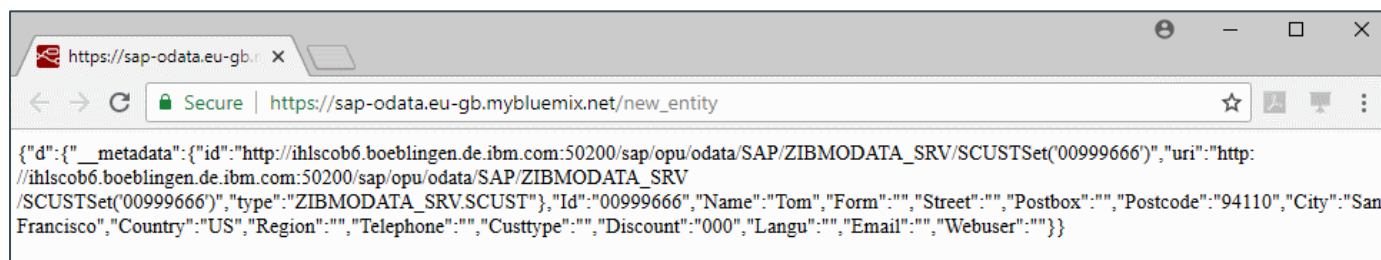 https://sap-odata.eu-gb.
Secure | https://sap-odata.eu-gb.mybluemix.net/new_entity
{"d":{"__metadata":{"id":"http://ihlscob6.boeblingen.de.ibm.com:50200/sap/opu/odata/SAP/ZIBMODATA_SRV/SCUSTSet('00999666')","uri":"http:
//ihlscob6.boeblingen.de.ibm.com:50200/sap/opu/odata/SAP/ZIBMODATA_SRV
/SCUSTSet('00999666')","type":"ZIBMODATA_SRV.SCUST"},"Id":"00999666","Name":"Tom","Form":"","Street":"","Postbox":"","Postcode":"94110","City":"San
Francisco","Country":"US","Region":"","Telephone":"","Custtype":"","Discount":"000","Langu":"","Email":"","Webuser":""}}